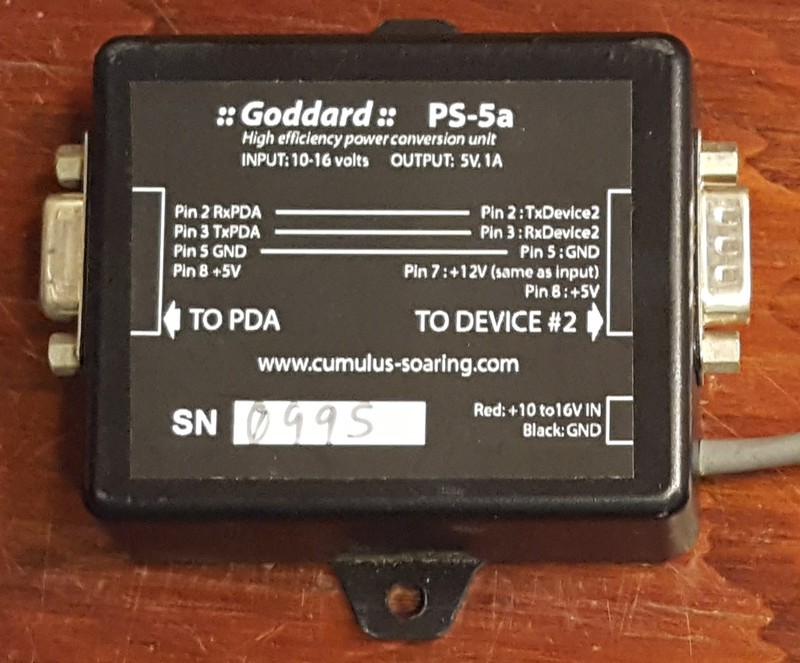 :: Goddard :: PS-5a
High efficiency power conversion unit
INPUT: 10-16 volts OUTPUT: 5V, 1A
Pin 2 RxPDA Pin 2 : TxDevice2
Pin 3 TxPDA Pin 3 : RxDevice2
Pin 5 GND Pin 5 : GND
Pin 8 +5V Pin 7 : +12V (same as input)
Pin 8 : +5V
TO PDA TO DEVICE #2
www.cumulus-soaring.com
SN 0995
Red: +10 to16V IN
Black: GND